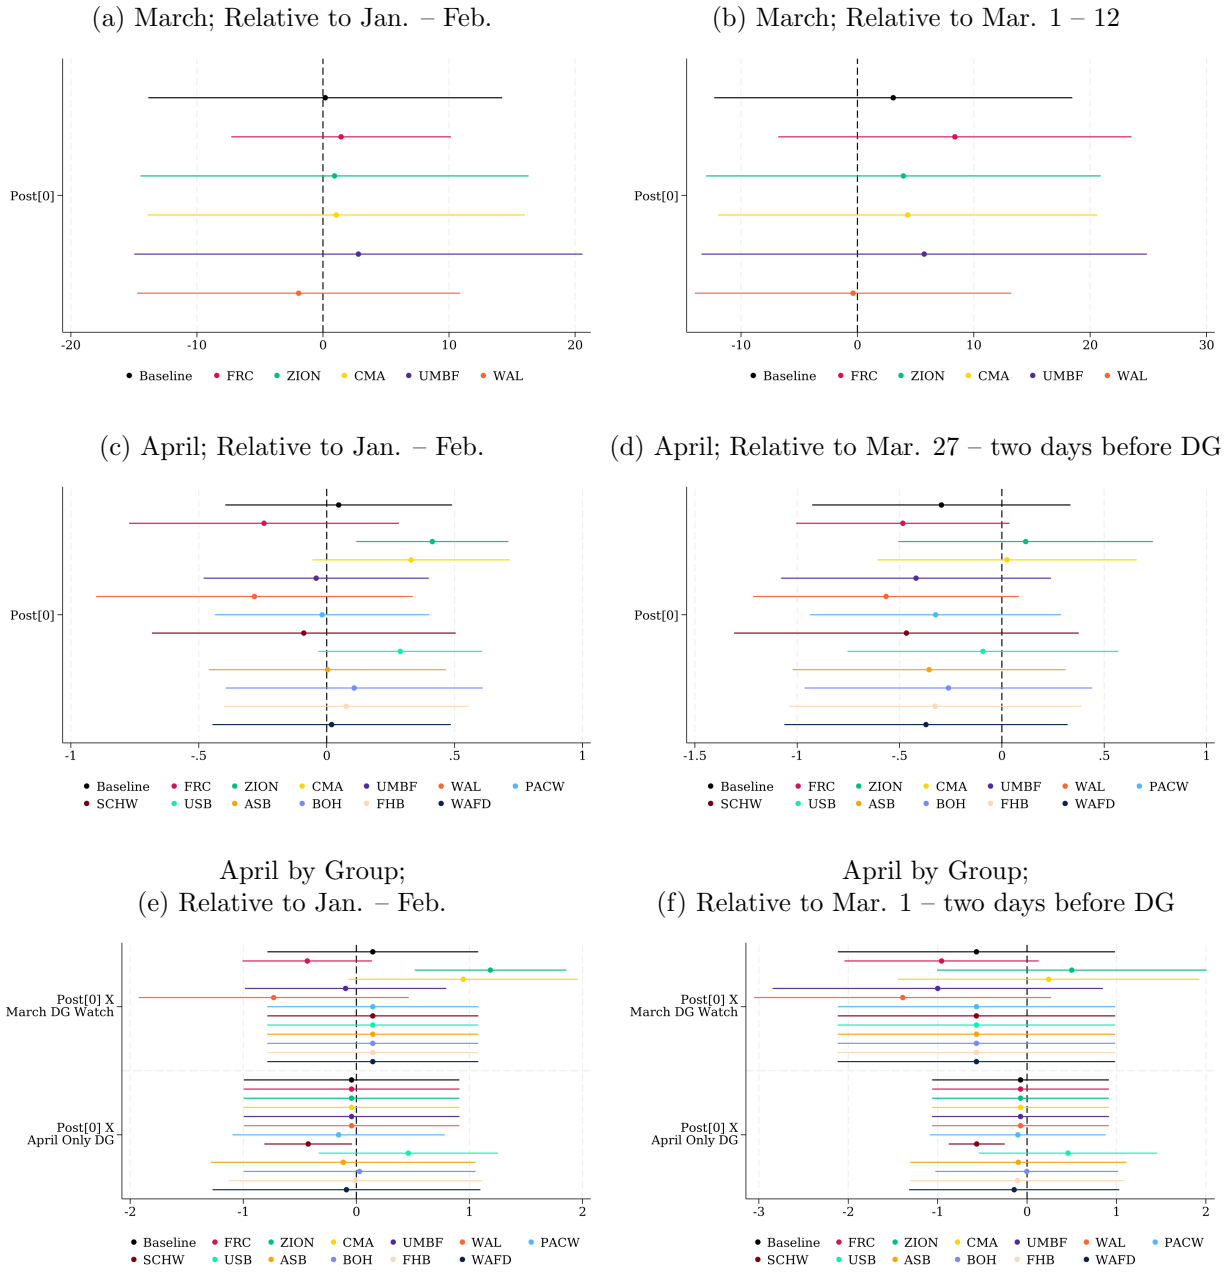 (a) March; Relative to Jan. – Feb.
Post[0]
-20 -10 0 10 20
Baseline FRC ZION CMA UMBF WAL
(b) March; Relative to Mar. 1 – 12
Post[0]
-10 0 10 20 30
Baseline FRC ZION CMA UMBF WAL
(c) April; Relative to Jan. – Feb.
Post[0]
-1 -.5 0 .5 1
Baseline FRC ZION CMA UMBF WAL PACW
SCHW USB ASB BOH FHB WAFD
(d) April; Relative to Mar. 27 – two days before DG
Post[0]
-1.5 -1 -.5 0 .5 1
Baseline FRC ZION CMA UMBF WAL PACW
SCHW USB ASB BOH FHB WAFD
April by Group;
(e) Relative to Jan. – Feb.
Post[0] X
March DG Watch
Post[0] X
April Only DG
-2 -1 0 1 2
Baseline FRC ZION CMA UMBF WAL PACW
SCHW USB ASB BOH FHB WAFD
April by Group;
(f) Relative to Mar. 1 – two days before DG
Post[0] X
March DG Watch
Post[0] X
April Only DG
-3 -2 -1 0 1 2
Baseline FRC ZION CMA UMBF WAL PACW
SCHW USB ASB BOH FHB WAFD